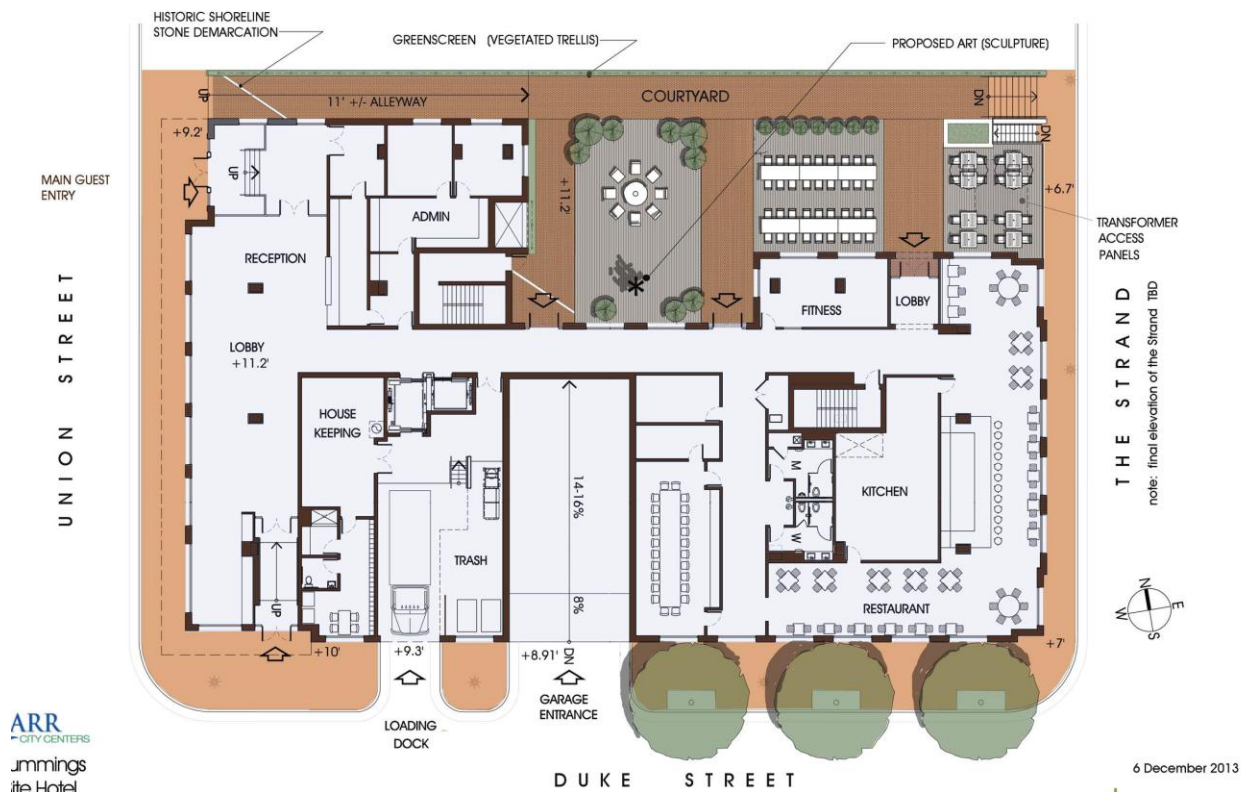 HISTORIC SHORELINE
STONE DEMARCATION
GREENSCREEN (VEGETATED TRELLIS)
PROPOSED ART (SCULPTURE)
UP
11' +/- ALLEYWAY
COURTYARD
DN
DN
+9.2'
MAIN GUEST
ENTRY
UP
ADMIN
+11.2'
+6.7'
TRANSFORMER
ACCESS
PANELS
RECEPTION
FITNESS
LOBBY
LOBBY
+11.2'
UNION STREET
THE STRAND
note: final elevation of the Strand TBD
HOUSE
KEEPING
14-16%
M
KITCHEN
W
TRASH
8%
UP
RESTAURANT
N
E
W
S
+10'
+9.3'
+8.91'
DN
+7'
GARAGE
ENTRANCE
LOADING
DOCK
ARR
CITY CENTERS
ummings
ite Hotel
DUKE STREET
6 December 2013